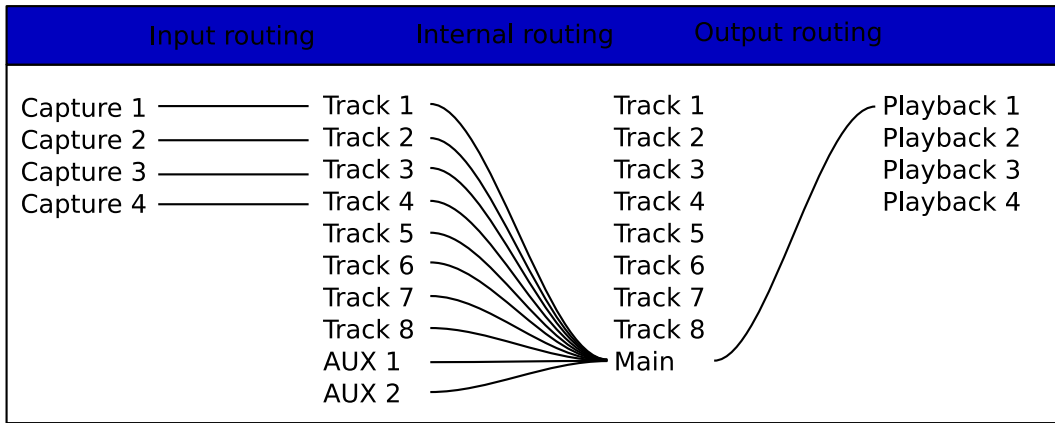 Input routing
Internal routing
Output routing
Capture 1
Capture 2
Capture 3
Capture 4
Track 1
Track 2
Track 3
Track 4
Track 5
Track 6
Track 7
Track 8
AUX 1
AUX 2
Track 1
Track 2
Track 3
Track 4
Track 5
Track 6
Track 7
Track 8
Main
Playback 1
Playback 2
Playback 3
Playback 4